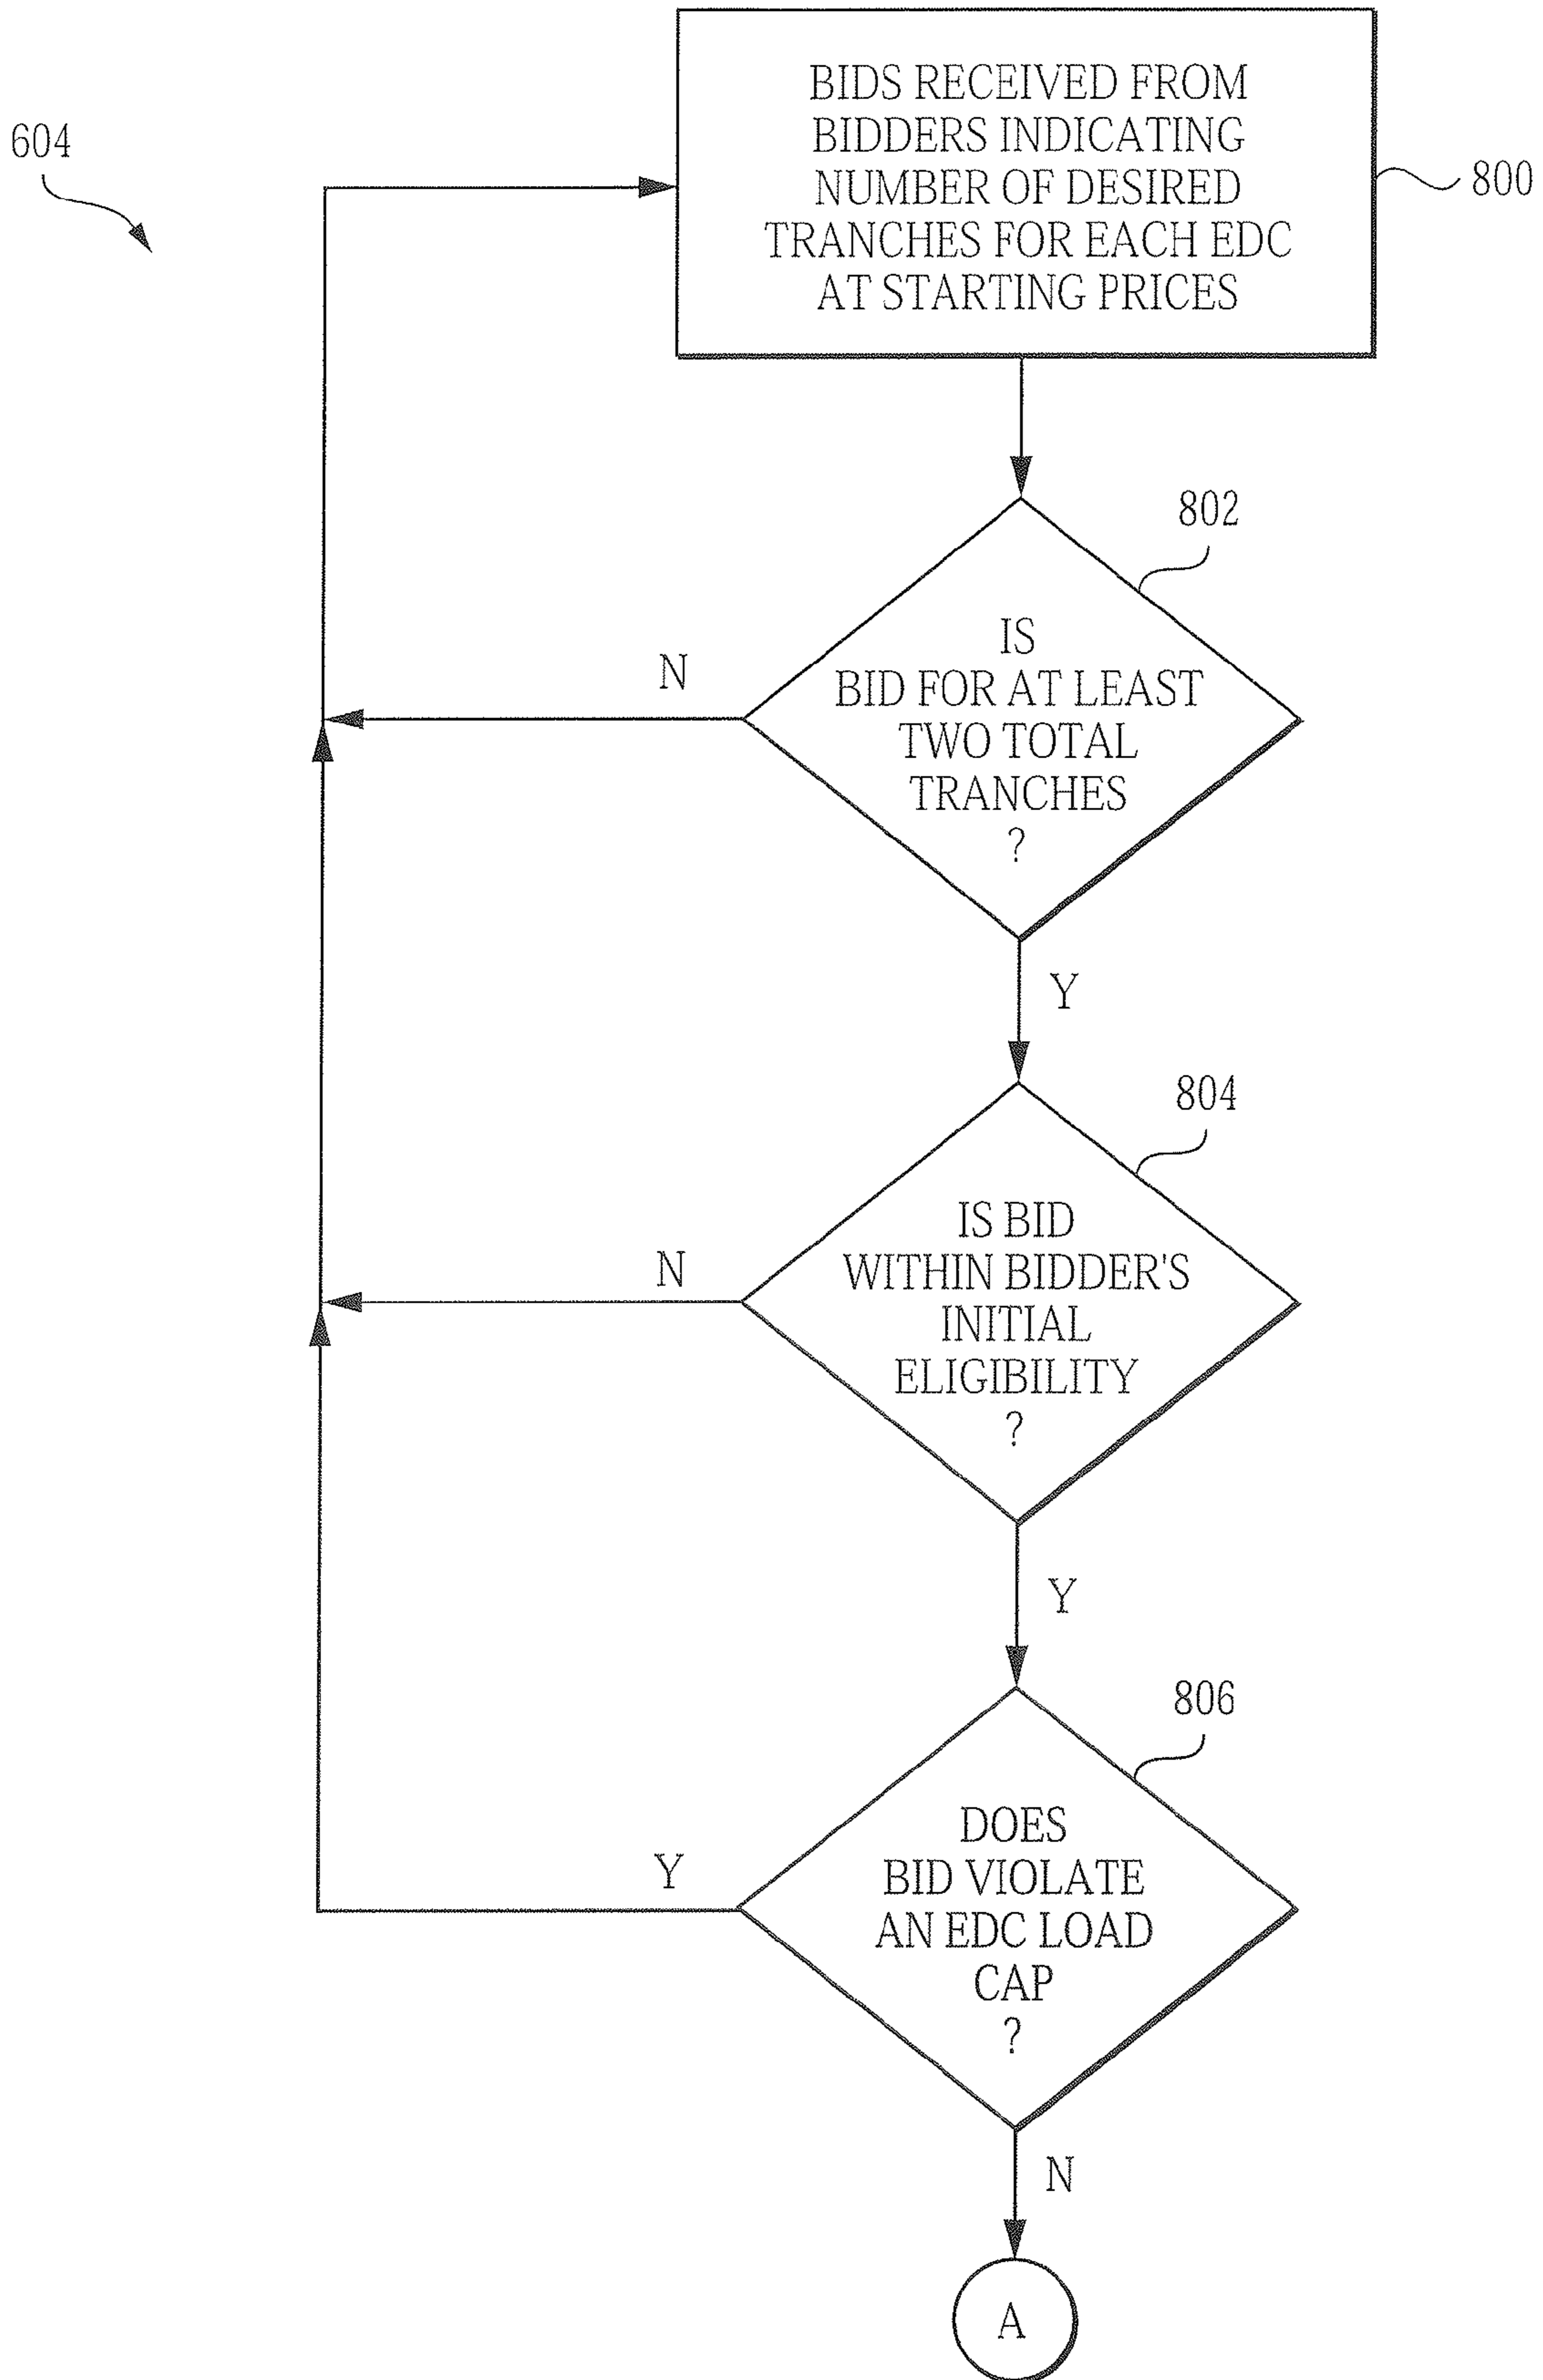 604
BIDS RECEIVED FROM
BIDDERS INDICATING
NUMBER OF DESIRED
TRANCHES FOR EACH EDC
AT STARTING PRICES
800
802
IS
BID FOR AT LEAST
TWO TOTAL
TRANCHES
?
N
Y
804
IS BID
WITHIN BIDDER'S
INITIAL
ELIGIBILITY
?
N
Y
806
DOES
BID VIOLATE
AN EDC LOAD
CAP
?
Y
N
A